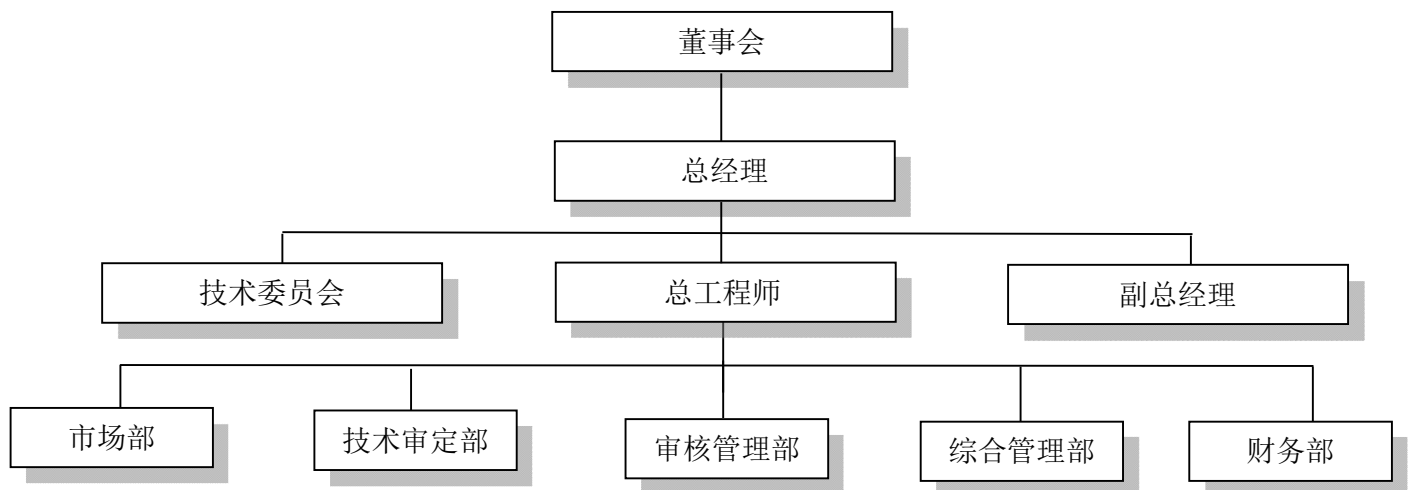 董事会
总经理
技术委员会
总工程师
副总经理
市场部
技术审定部
审核管理部
综合管理部
财务部